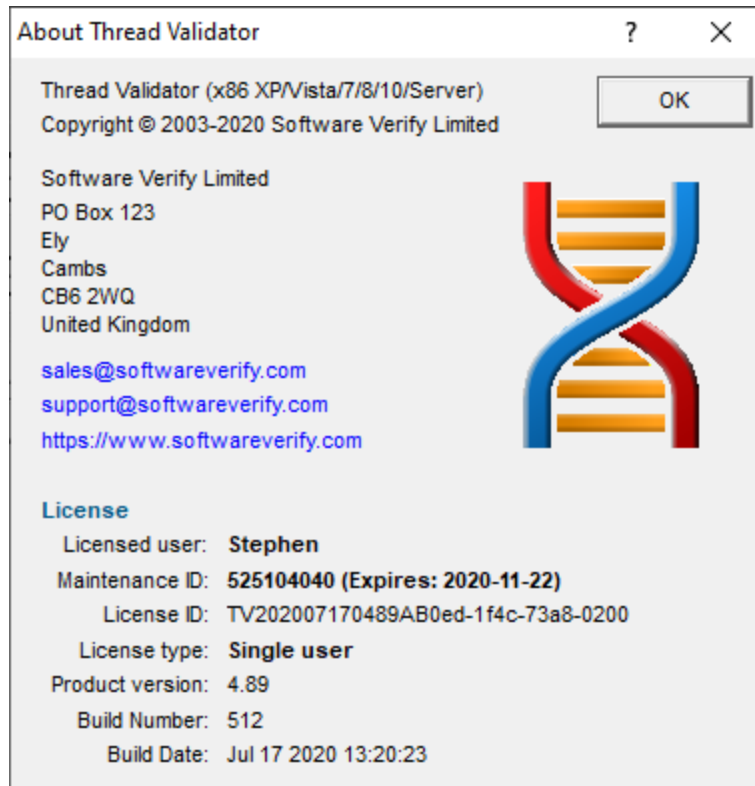 About Thread Validator
?
Thread Validator (x86 XP/Vista/7/8/10/Server)
OK
Copyright © 2003-2020 Software Verify Limited
Software Verify Limited
PO Box 123
Ely
Cambs
CB6 2WQ
United Kingdom
sales@softwareverify.com
support@softwareverify.com
https://www.softwareverify.com
License
Licensed user: Stephen
Maintenance ID: 525104040 (Expires: 2020-11-22)
License ID: TV202007170489AB0ed-1f4c-73a8-0200
License type: Single user
Product version: 4.89
Build Number: 512
Build Date: Jul 17 2020 13:20:23